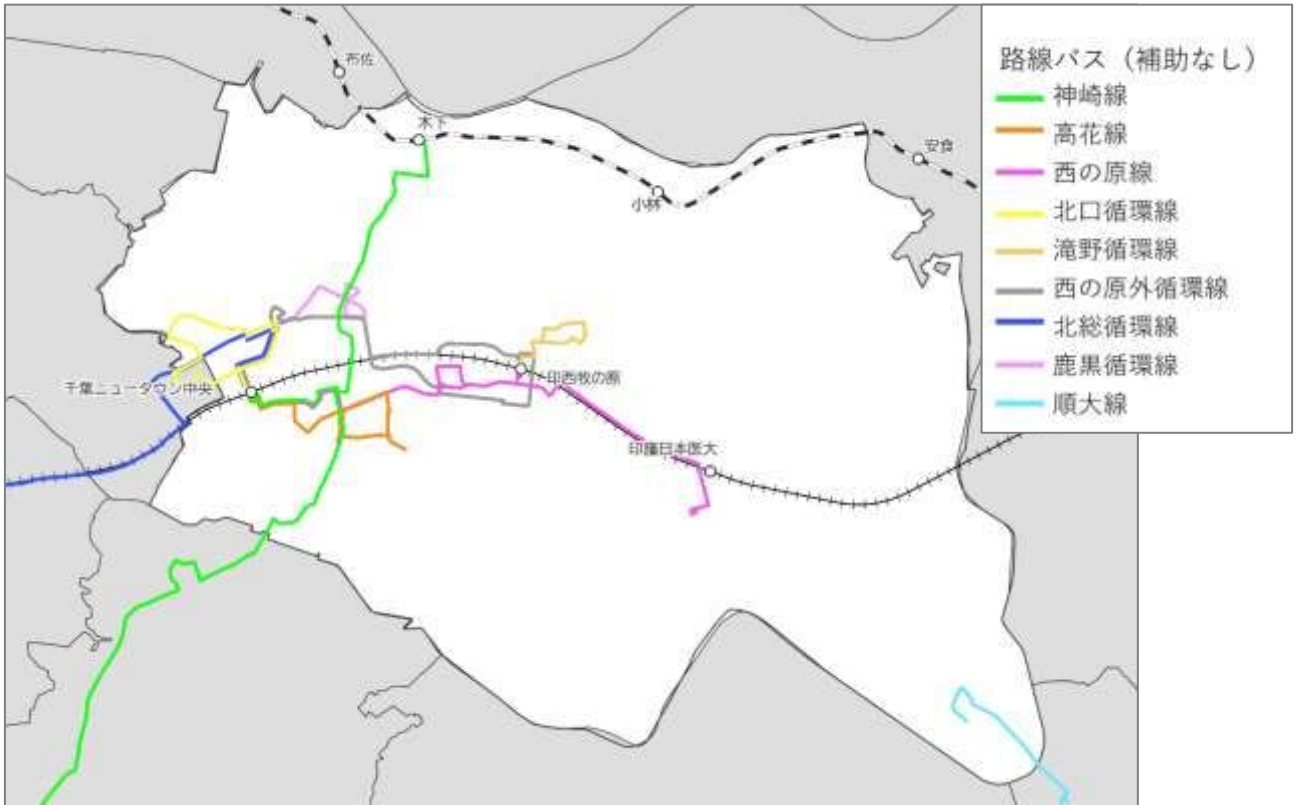 路線バス（補助なし）
神崎線
高花線
西の原線
北口循環線
滝野循環線
西の原外循環線
北総循環線
鹿黒循環線
順大線
布佐
木下
安食
小林
千葉ニュータウン中央
印西牧の原
印旛日本医大